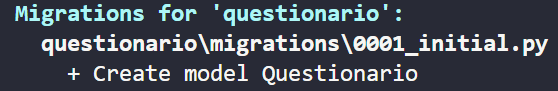 Migrations for 'questionario':
questionario\migrations\0001_initial.py
+ Create model Questionario